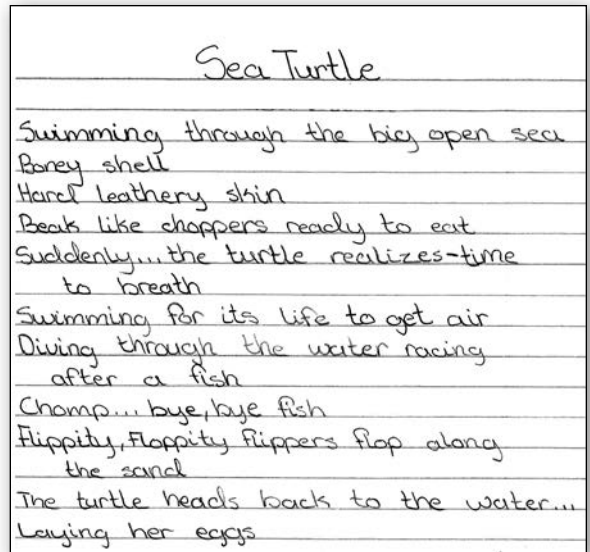 Sea Turtle
Swimming through the big open sea
Boney shell
Hard leathery skin
Beak like choppers ready to eat
Suddenly...the turtle realizes-time
to breath
Swimming for its life to get air
Diving through the water racing
after a fish
Chomp... bye, bye fish
Flippity, Floppity flippers flop along
the sand
The turtle heads back to the water...
Laying her eggs